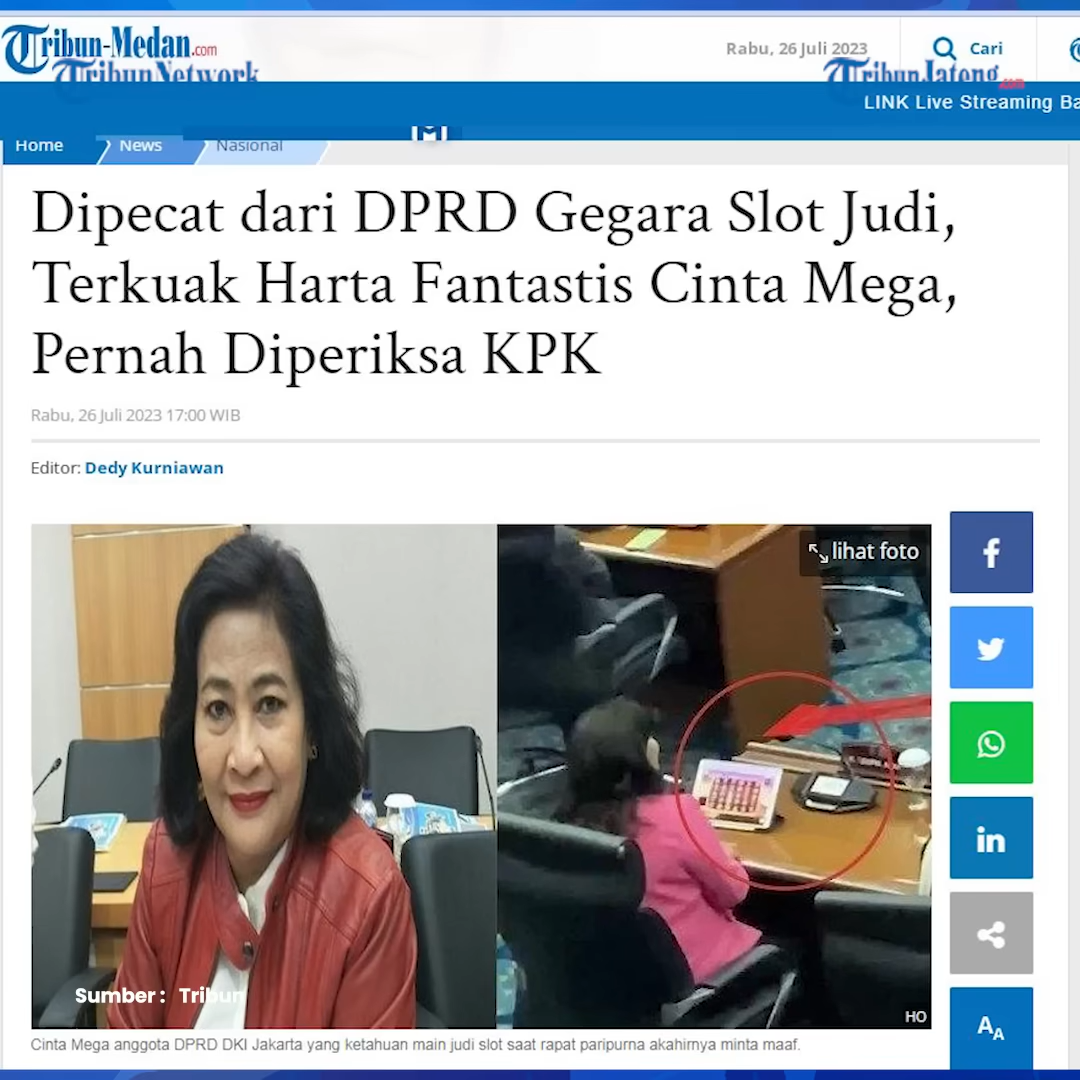 Tribun-Medan.com
TribunNetwork
Rabu, 26 Juli 2023
Cari
TribunJateng.com
LINK Live Streaming Ba
Home
News
Nasional
Dipecat dari DPRD Gegara Slot Judi,
Terkuak Harta Fantastis Cinta Mega,
Pernah Diperiksa KPK
Rabu, 26 Juli 2023 17:00 WIB
Editor: Dedy Kurniawan
lihat foto
f
in
Sumber : Tribun
HO
AA
Cinta Mega anggota DPRD DKI Jakarta yang ketahuan main judi slot saat rapat paripurna akahirnya minta maaf.